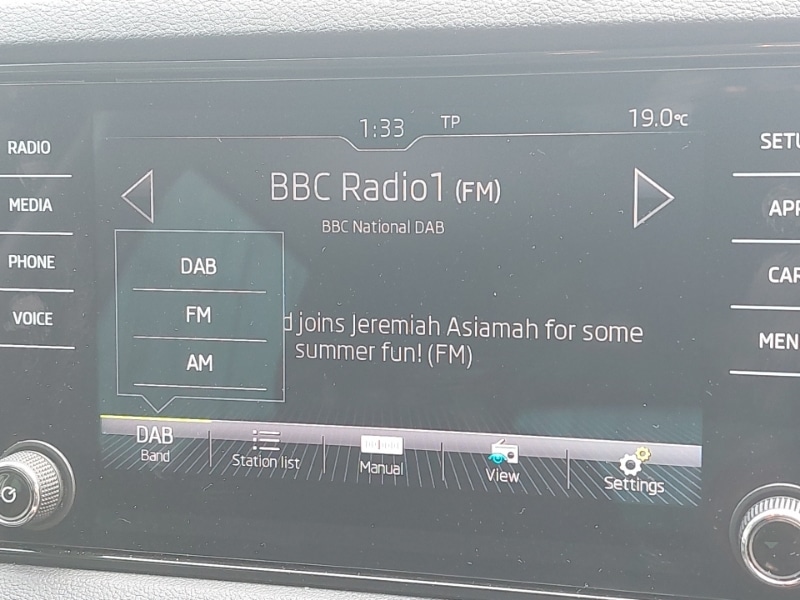 1:33 TP 19.0°C
RADIO
MEDIA
PHONE
VOICE
BBC Radio1 (FM)
BBC National DAB
DAB
FM
AM
joins Jeremiah Asiamah for some
summer fun! (FM)
DAB
Band
Station list
Manual
View
Settings
SETU
APP
CAR
MEN